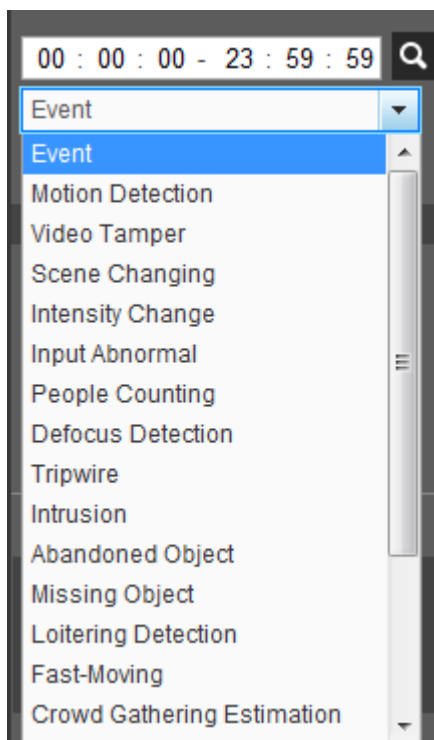 00 : 00 : 00 - 23 : 59 : 59
Event
Event
Motion Detection
Video Tamper
Scene Changing
Intensity Change
Input Abnormal
People Counting
Defocus Detection
Tripwire
Intrusion
Abandoned Object
Missing Object
Loitering Detection
Fast-Moving
Crowd Gathering Estimation